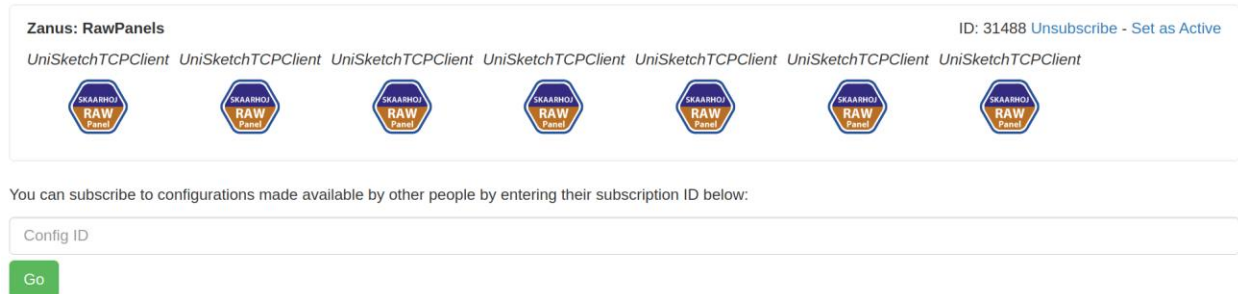 Zanus: RawPanels ID: 31488 Unsubscribe - Set as Active
UniSketchTCPClient UniSketchTCPClient UniSketchTCPClient UniSketchTCPClient UniSketchTCPClient UniSketchTCPClient UniSketchTCPClient
SKAARHOJ SKAARHOJ SKAARHOJ SKAARHOJ SKAARHOJ SKAARHOJ SKAARHOJ
RAW RAW RAW RAW RAW RAW RAW
Panel Panel Panel Panel Panel Panel Panel
You can subscribe to configurations made available by other people by entering their subscription ID below:
Config ID
Go